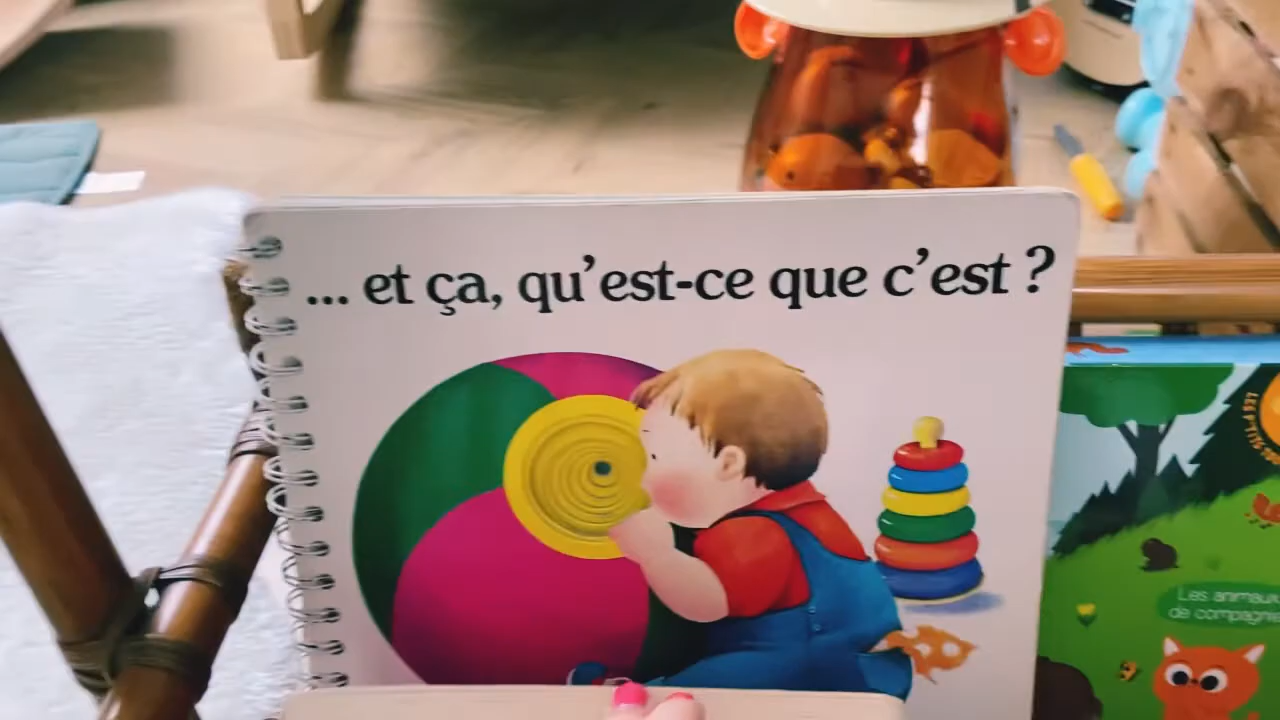 ... et ça, qu'est-ce que c'est ?
Les animaux
de compagnie